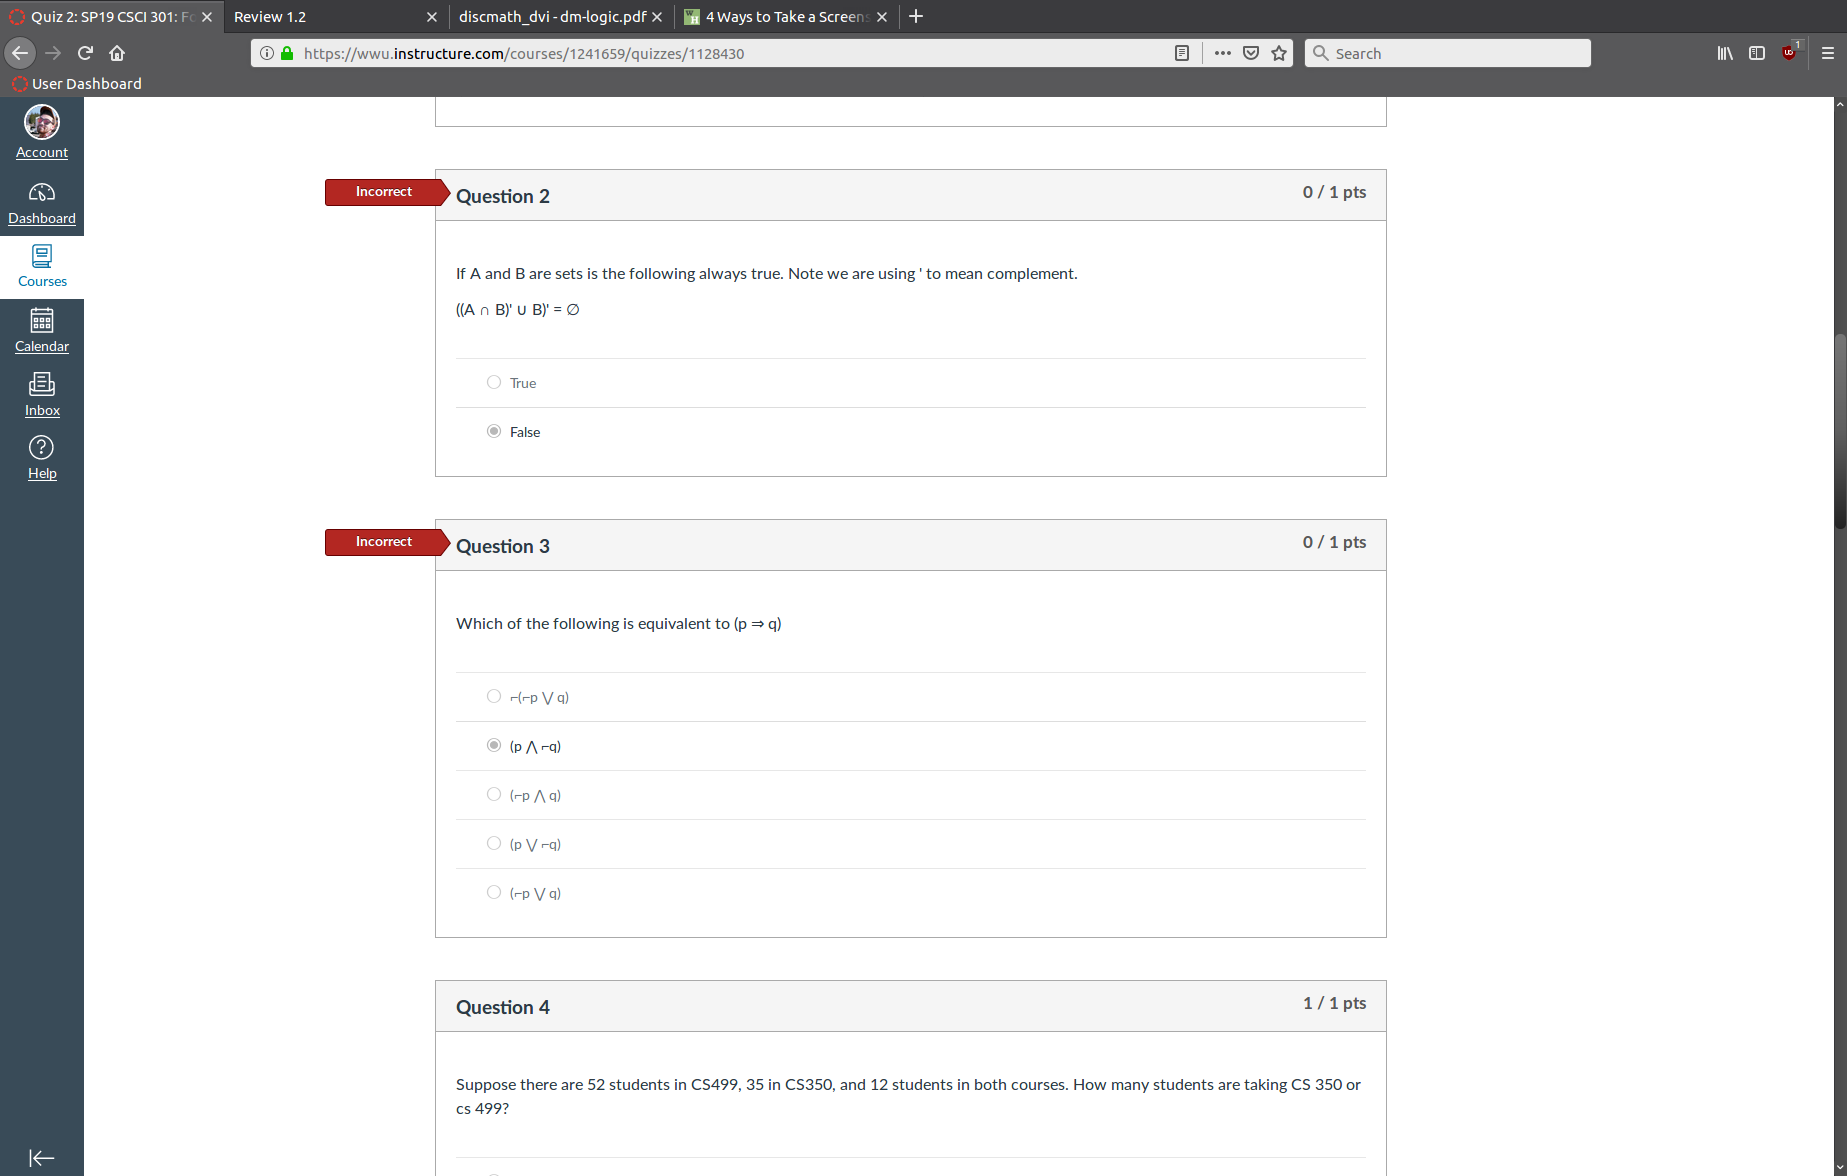 Quiz 2: SP19 CSCI 301: Fo
Review 1.2
discmath_dvi - dm-logic.pdf
4 Ways to Take a Screens
https://wwu.instructure.com/courses/1241659/quizzes/1128430
Search
1
User Dashboard
Account
Dashboard
Courses
Calendar
Inbox
Help
Incorrect
Question 2
0 / 1 pts
If A and B are sets is the following always true. Note we are using ' to mean complement.
((A ∩ B)' ∪ B)' = ∅
True
False
Incorrect
Question 3
0 / 1 pts
Which of the following is equivalent to (p ⇒ q)
¬(¬p ⋁ q)
(p ⋀ ¬q)
(¬p ⋀ q)
(p ⋁ ¬q)
(¬p ⋁ q)
Question 4
1 / 1 pts
Suppose there are 52 students in CS499, 35 in CS350, and 12 students in both courses. How many students are taking CS 350 or
cs 499?